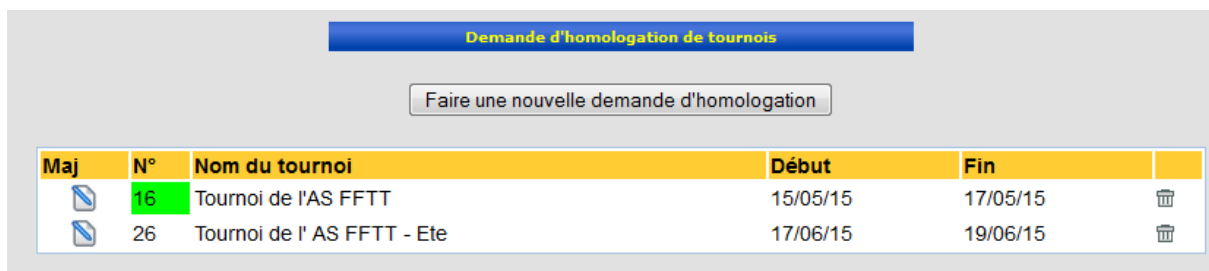 Demande d'homologation de tournois
Faire une nouvelle demande d'homologation
Maj N° Nom du tournoi Début Fin
16 Tournoi de l'AS FFTT 15/05/15 17/05/15
26 Tournoi de l' AS FFTT - Ete 17/06/15 19/06/15